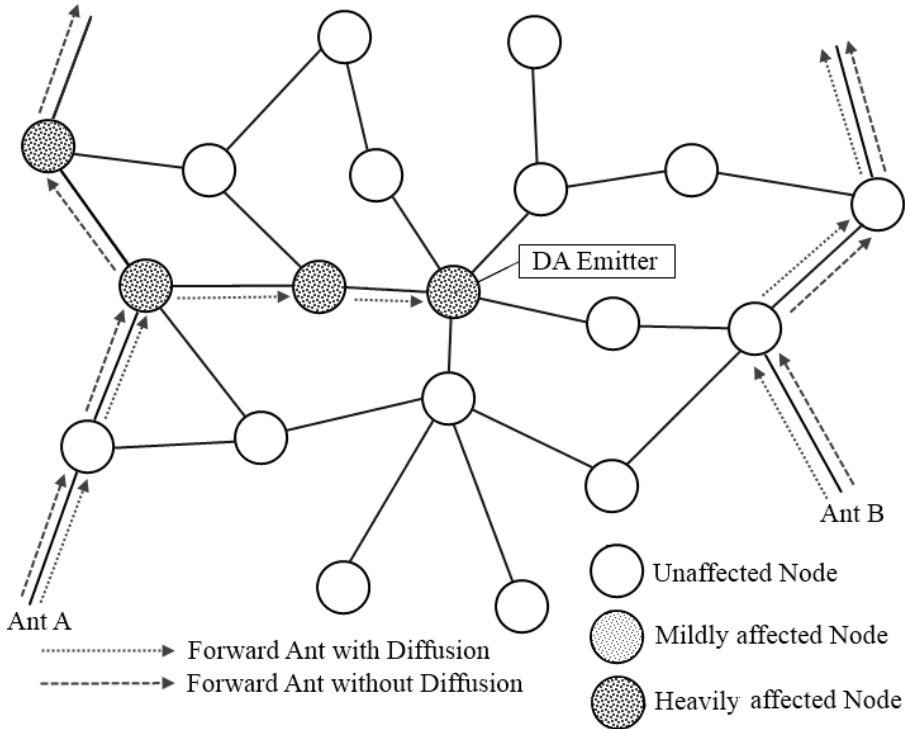 DA Emitter
Ant B
Ant A
Unaffected Node
Mildly affected Node
Heavily affected Node
Forward Ant with Diffusion
Forward Ant without Diffusion